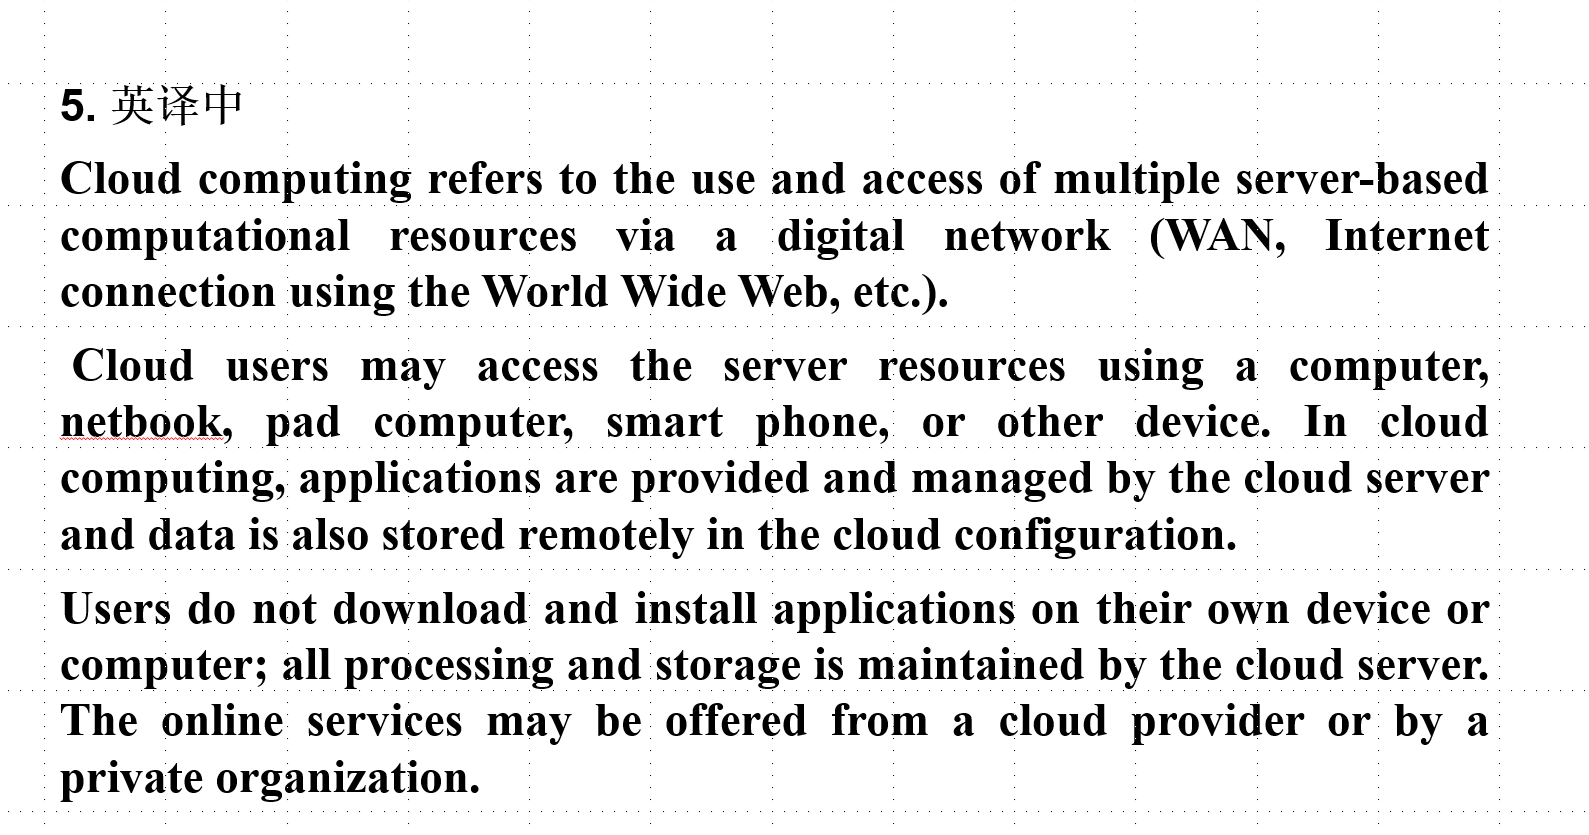 5. 英译中
Cloud computing refers to the use and access of multiple server-based
computational resources via a digital network (WAN, Internet
connection using the World Wide Web, etc.).
Cloud users may access the server resources using a computer,
netbook, pad computer, smart phone, or other device. In cloud
computing, applications are provided and managed by the cloud server
and data is also stored remotely in the cloud configuration.
Users do not download and install applications on their own device or
computer; all processing and storage is maintained by the cloud server.
The online services may be offered from a cloud provider or by a
private organization.